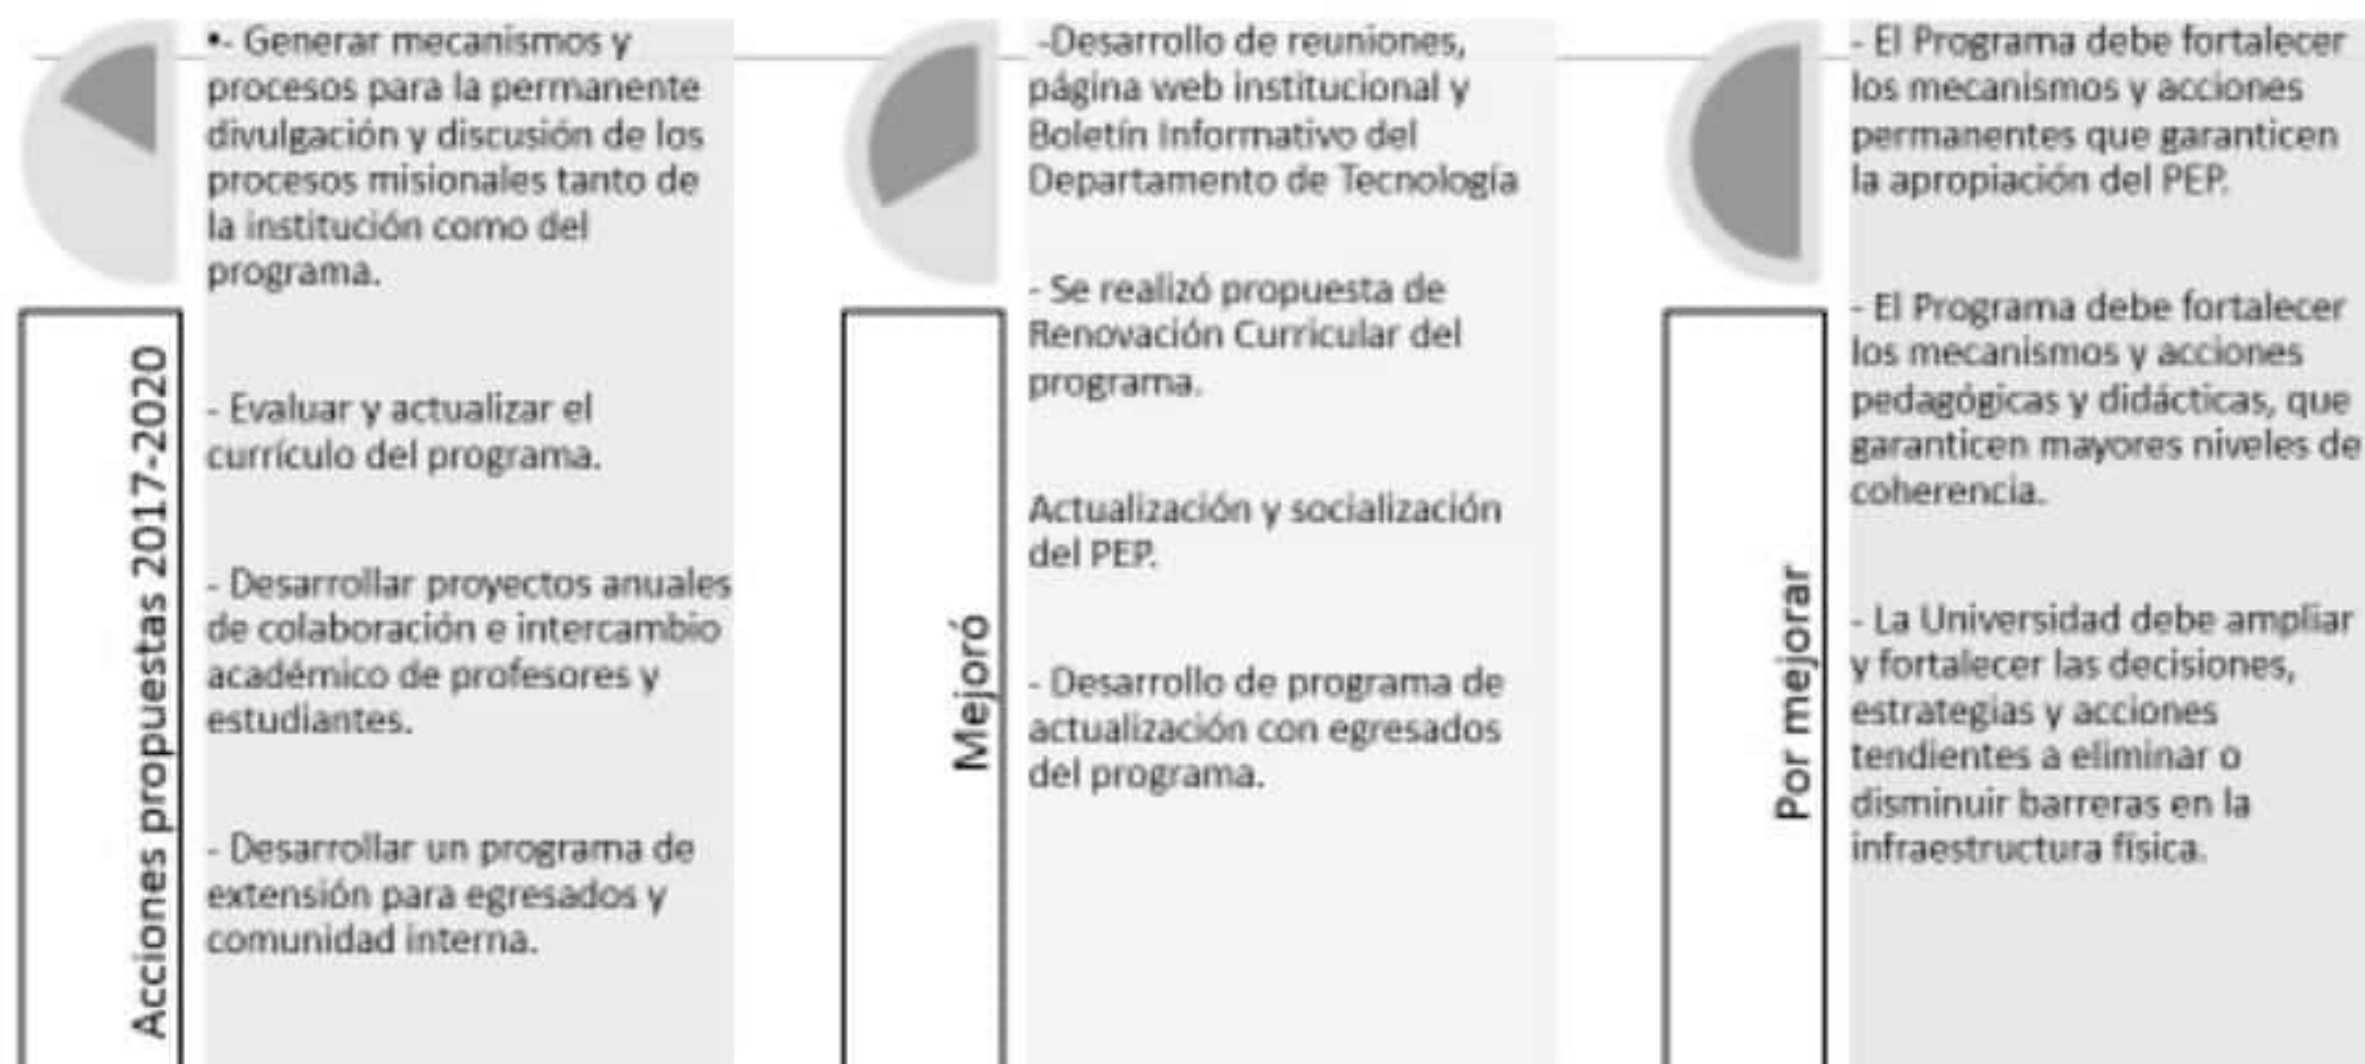 •- Generar mecanismos y
procesos para la permanente
divulgación y discusión de los
procesos misionales tanto de
la institución como del
programa.
- Evaluar y actualizar el
currículo del programa.
- Desarrollar proyectos anuales
de colaboración e intercambio
académico de profesores y
estudiantes.
- Desarrollar un programa de
extensión para egresados y
comunidad interna.
Acciones propuestas 2017-2020
-Desarrollo de reuniones,
página web institucional y
Boletín Informativo del
Departamento de Tecnología
- Se realizó propuesta de
Renovación Curricular del
programa.
Actualización y socialización
del PEP.
- Desarrollo de programa de
actualización con egresados
del programa.
Mejoró
- El Programa debe fortalecer
los mecanismos y acciones
permanentes que garanticen
la apropiación del PEP.
- El Programa debe fortalecer
los mecanismos y acciones
pedagógicas y didácticas, que
garanticen mayores niveles de
coherencia.
- La Universidad debe ampliar
y fortalecer las decisiones,
estrategias y acciones
tendientes a eliminar o
disminuir barreras en la
infraestructura física.
Por mejorar